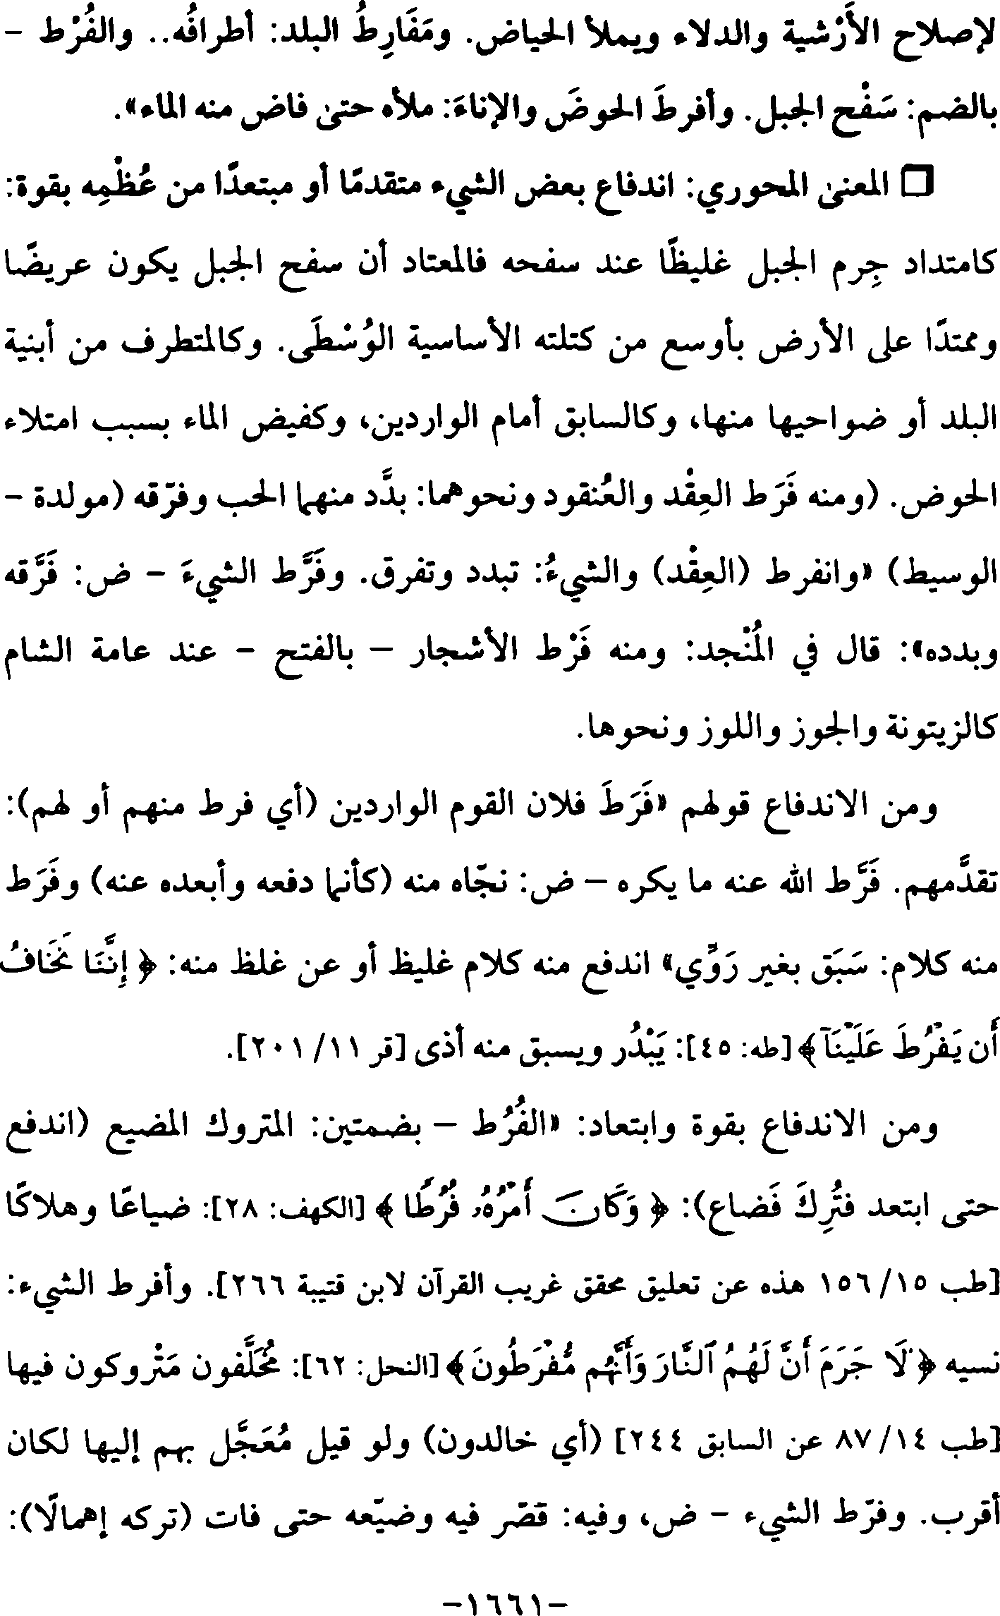 لإصلاح الأَرْشية والدلاء ويملأ الحياض. ومَفَارِطُ البلد: أطرافُه.. والفُرْط –
بالضم: سَفْح الجبل. وأفرطَ الحوضَ والإناءَ: ملأه حتىٰ فاض منه الماء».
❒ المعنىٰ المحوري: اندفاع بعض الشيء متقدمًا أو مبتعدًا من عُظْمِه بقوة:
كامتداد جِرم الجبل غليظًا عند سفحه فالمعتاد أن سفح الجبل يكون عريضًا
وممتدًا على الأرض بأوسع من كتلته الأساسية الوُسْطَى. وكالمتطرف من أبنية
البلد أو ضواحيها منها، وكالسابق أمام الواردين، وكفيض الماء بسبب امتلاء
الحوض. (ومنه فَرَط العِقْد والعُنقود ونحوهما: بدَّد منهما الحب وفرّقه (مولدة –
الوسيط) «وانفرط (العِقْد) والشيءُ: تبدد وتفرق. وفَرَّط الشيءَ – ض: فَرَّقه
وبدده»: قال في المُنْجد: ومنه فَرْط الأشجار – بالفتح – عند عامة الشام
كالزيتونة والجوز واللوز ونحوها.
ومن الاندفاع قولهم «فَرَطَ فلان القوم الواردين (أي فرط منهم أو لهم):
تقدَّمهم. فَرَّط الله عنه ما يكره – ض: نجّاه منه (كأنما دفعه وأبعده عنه) وفَرَط
منه كلام: سَبَق بغير رَوِّي» اندفع منه كلام غليظ أو عن غلظ منه: ﴿ إِنَّنَا نَخَافُ
أَن يَفْرُطَ عَلَيْنَآ ﴾ [طه: ٤٥]: يَبْدُر ويسبق منه أذى [قر ١١/ ٢٠١].
ومن الاندفاع بقوة وابتعاد: «الفُرُط – بضمتين: المتروك المضيع (اندفع
حتى ابتعد فتُرِكَ فَضاع): ﴿ وَكَانَ أَمْرُهُۥ فُرُطًا ﴾ [الكهف: ٢٨]: ضياعًا وهلاكًا
[طب ١٥/ ١٥٦ هذه عن تعليق محقق غريب القرآن لابن قتيبة ٢٦٦]. وأفرط الشيء:
نسيه ﴿ لَا جَرَمَ أَنَّ لَهُمُ ٱلنَّارَ وَأَنَّهُم مُّفْرَطُونَ ﴾ [النحل: ٦٢]: مُخَلَّفون مَتْروكون فيها
[طب ١٤/ ٨٧ عن السابق ٢٤٤] (أي خالدون) ولو قيل مُعَجَّل بهم إليها لكان
أقرب. وفرّط الشيء – ض، وفيه: قصّر فيه وضيّعه حتى فات (تركه إهمالًا):
–١٦٦١–